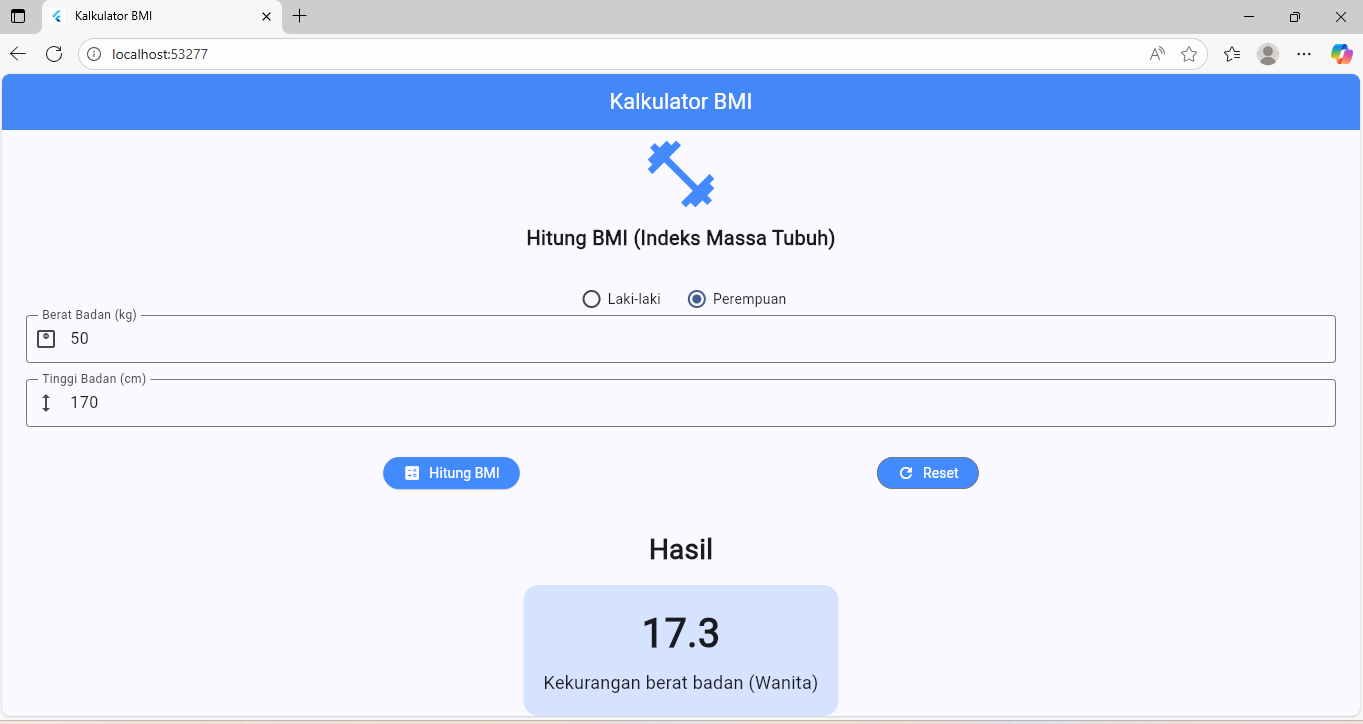 Kalkulator BMI
localhost:53277
Kalkulator BMI
Hitung BMI (Indeks Massa Tubuh)
Laki-laki Perempuan
Berat Badan (kg)
50
Tinggi Badan (cm)
170
Hitung BMI Reset
Hasil
17.3
Kekurangan berat badan (Wanita)